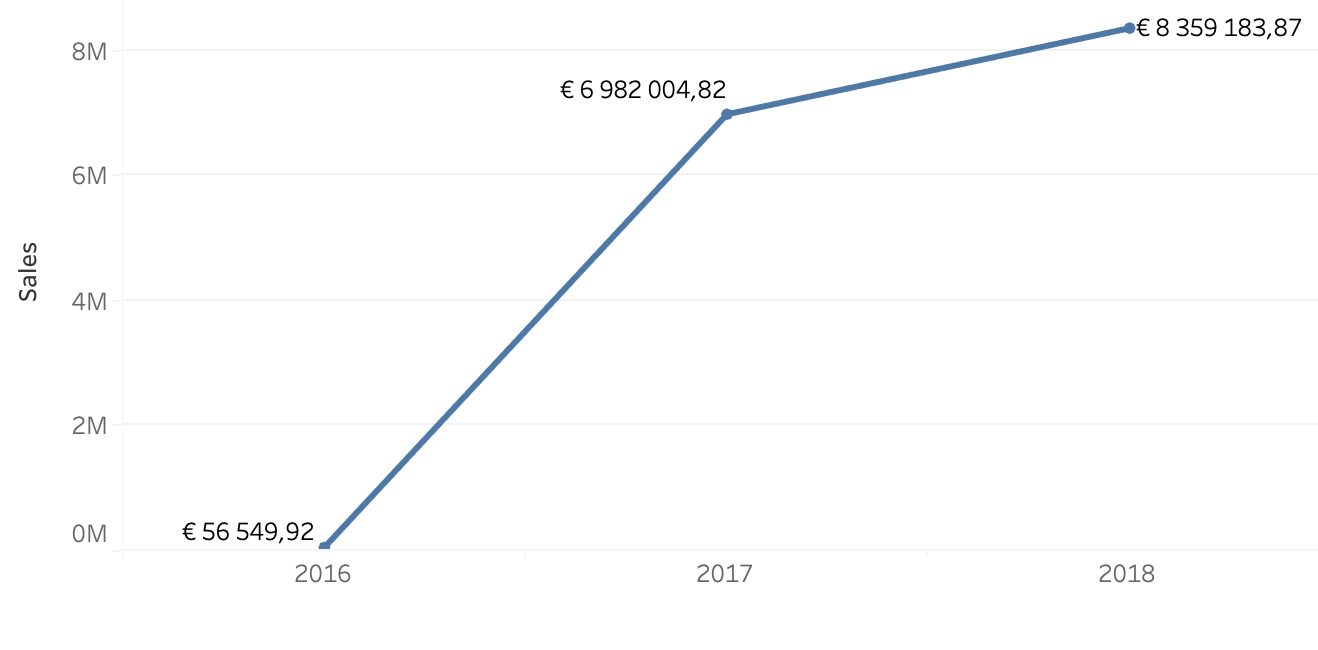 € 8 359 183,87
8M
€ 6 982 004,82
6M
Sales
4M
2M
€ 56 549,92
0M
2016 2017 2018